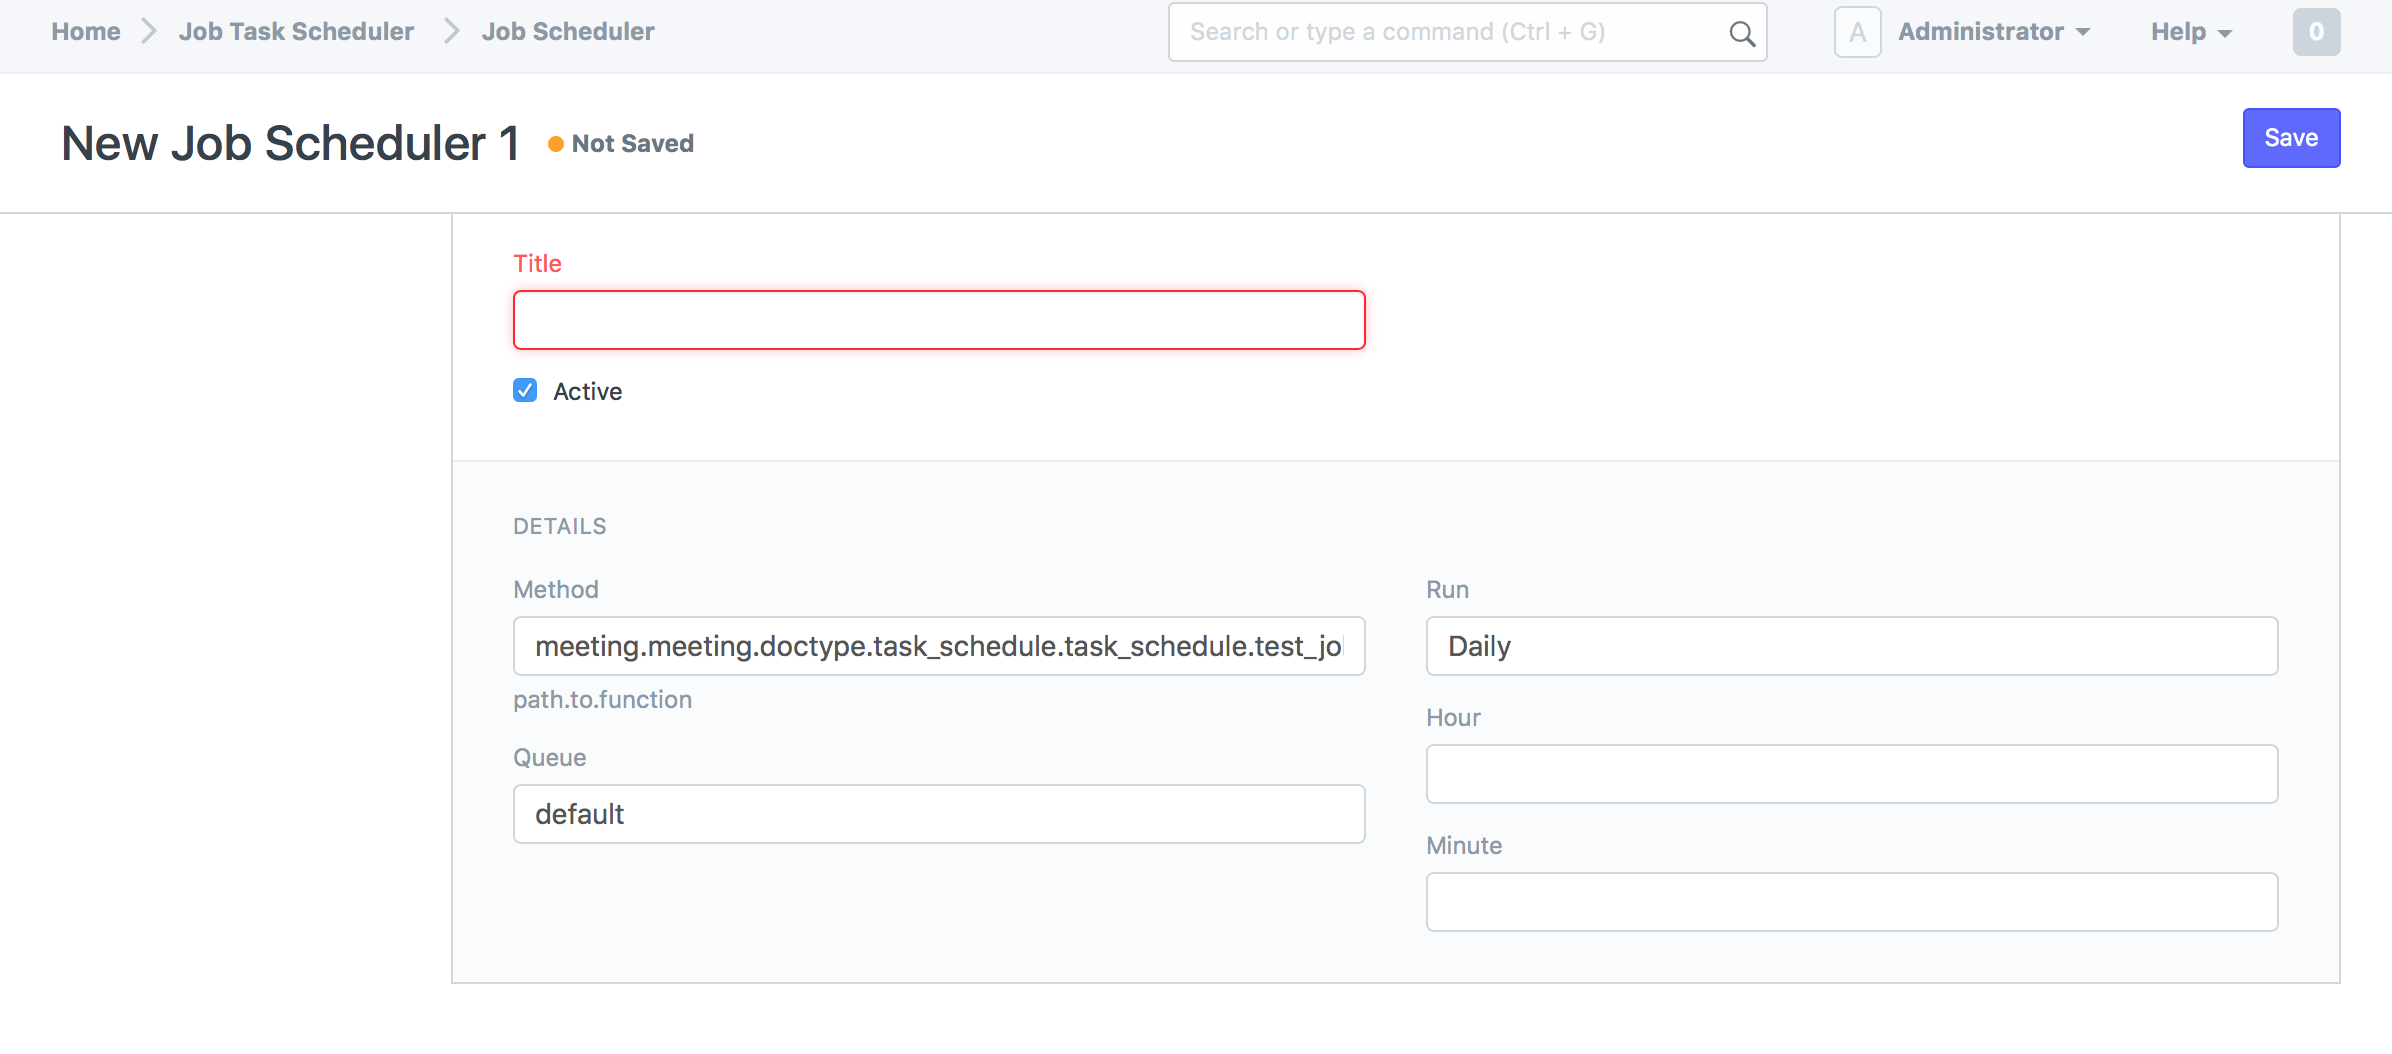 Home Job Task Scheduler Job Scheduler Search or type a command (Ctrl + G) A Administrator Help 0
New Job Scheduler 1 Not Saved Save
Title
Active
DETAILS
Method Run
meeting.meeting.doctype.task_schedule.task_schedule.test_jo Daily
path.to.function
Hour
Queue
default
Minute